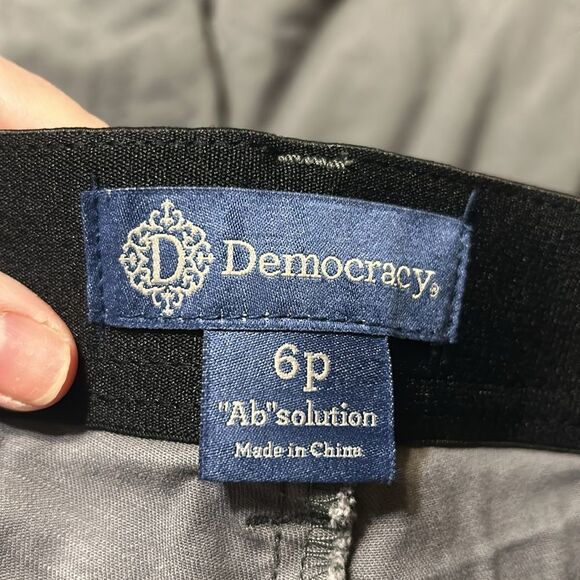 D
Democracy®
6p
"Ab"solution
Made in China